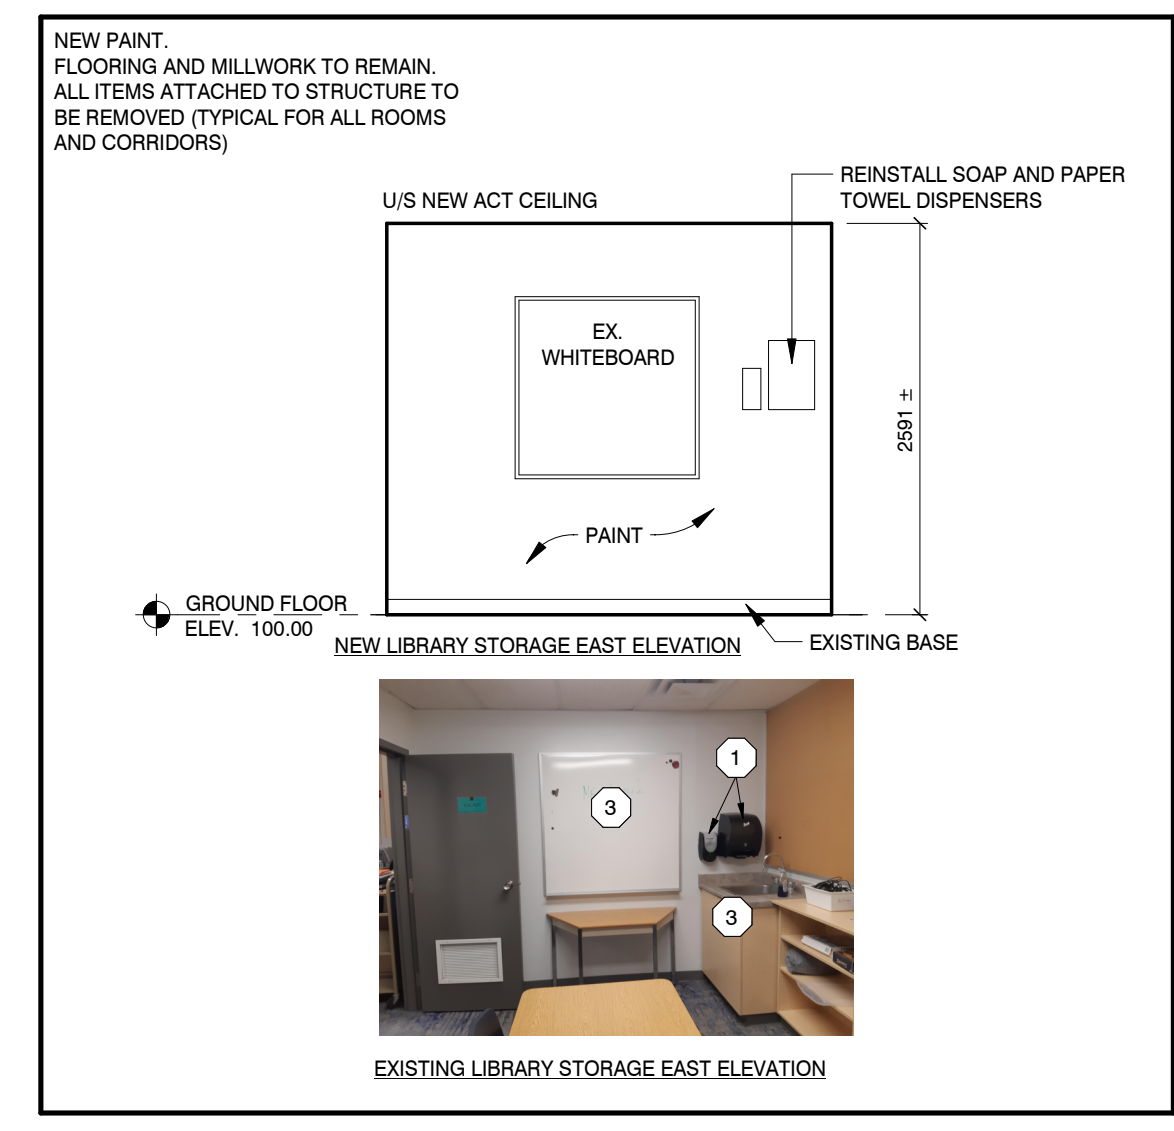 NEW PAINT.
FLOORING AND MILLWORK TO REMAIN.
ALL ITEMS ATTACHED TO STRUCTURE TO
BE REMOVED (TYPICAL FOR ALL ROOMS
AND CORRIDORS)
REINSTALL SOAP AND PAPER
TOWEL DISPENSERS
U/S NEW ACT CEILING
EX.
WHITEBOARD
2591 ±
PAINT
GROUND FLOOR
ELEV. 100.00
EXISTING BASE
NEW LIBRARY STORAGE EAST ELEVATION
1
3
3
EXISTING LIBRARY STORAGE EAST ELEVATION